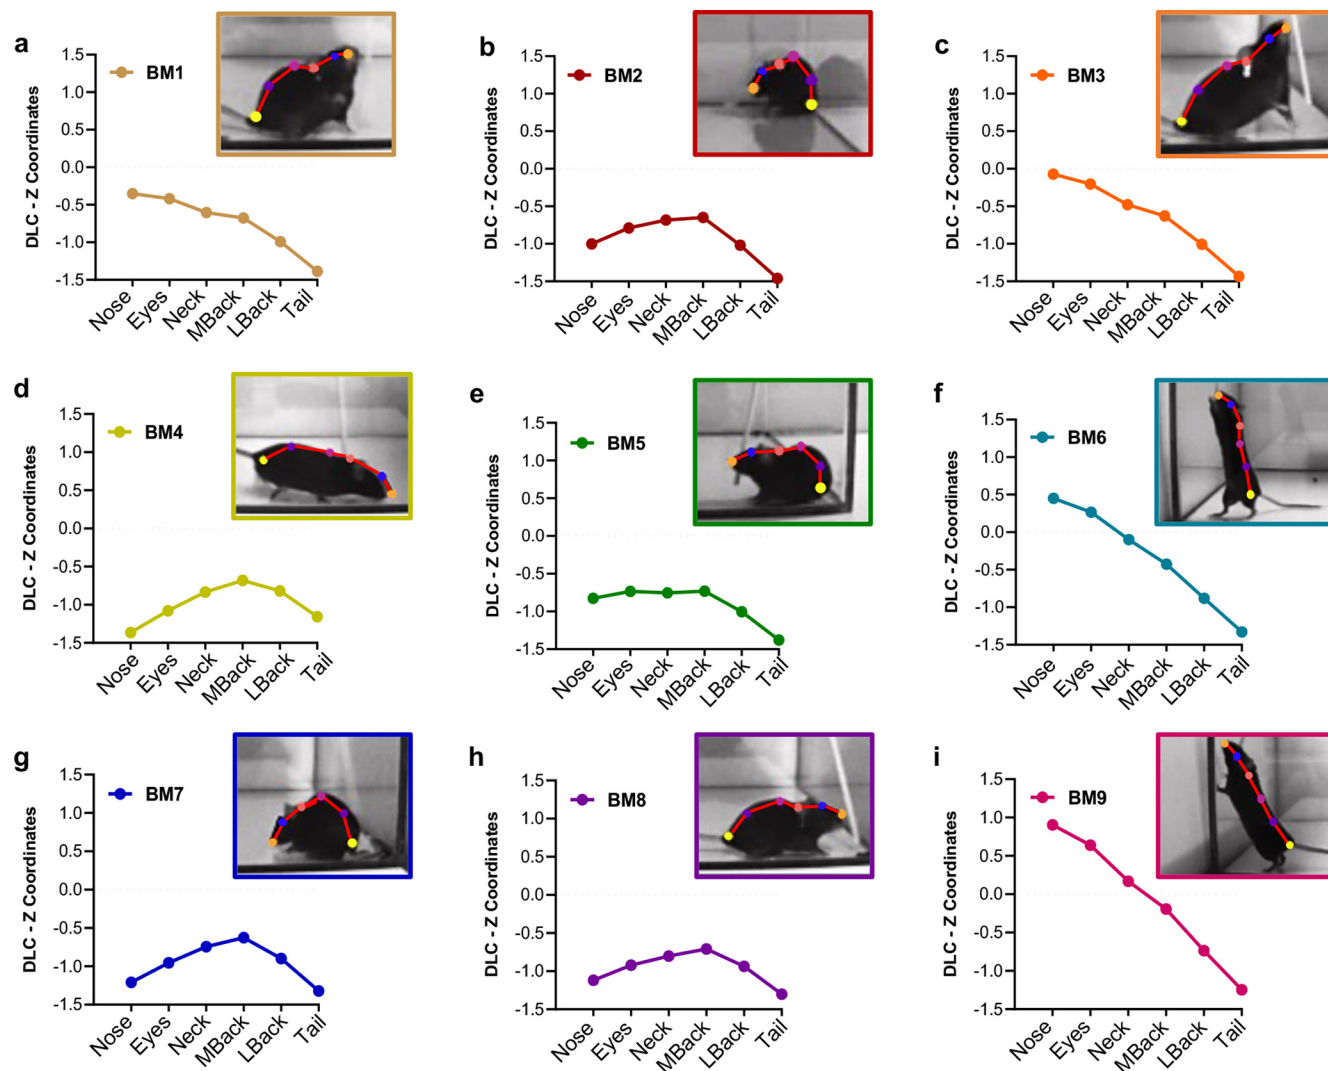 a
BM1
DLC - Z Coordinates
1.5
1.0
0.5
0.0
-0.5
-1.0
-1.5
Nose
Eyes
Neck
MBack
LBack
Tail
b
BM2
DLC - Z Coordinates
1.5
1.0
0.5
0.0
-0.5
-1.0
-1.5
Nose
Eyes
Neck
MBack
LBack
Tail
c
BM3
DLC - Z Coordinates
1.5
1.0
0.5
0.0
-0.5
-1.0
-1.5
Nose
Eyes
Neck
MBack
LBack
Tail
d
BM4
DLC - Z Coordinates
1.5
1.0
0.5
0.0
-0.5
-1.0
-1.5
Nose
Eyes
Neck
MBack
LBack
Tail
e
BM5
DLC - Z Coordinates
1.5
1.0
0.5
0.0
-0.5
-1.0
-1.5
Nose
Eyes
Neck
MBack
LBack
Tail
f
BM6
DLC - Z Coordinates
1.5
1.0
0.5
0.0
-0.5
-1.0
-1.5
Nose
Eyes
Neck
MBack
LBack
Tail
g
BM7
DLC - Z Coordinates
1.5
1.0
0.5
0.0
-0.5
-1.0
-1.5
Nose
Eyes
Neck
MBack
LBack
Tail
h
BM8
DLC - Z Coordinates
1.5
1.0
0.5
0.0
-0.5
-1.0
-1.5
Nose
Eyes
Neck
MBack
LBack
Tail
i
BM9
DLC - Z Coordinates
1.5
1.0
0.5
0.0
-0.5
-1.0
-1.5
Nose
Eyes
Neck
MBack
LBack
Tail